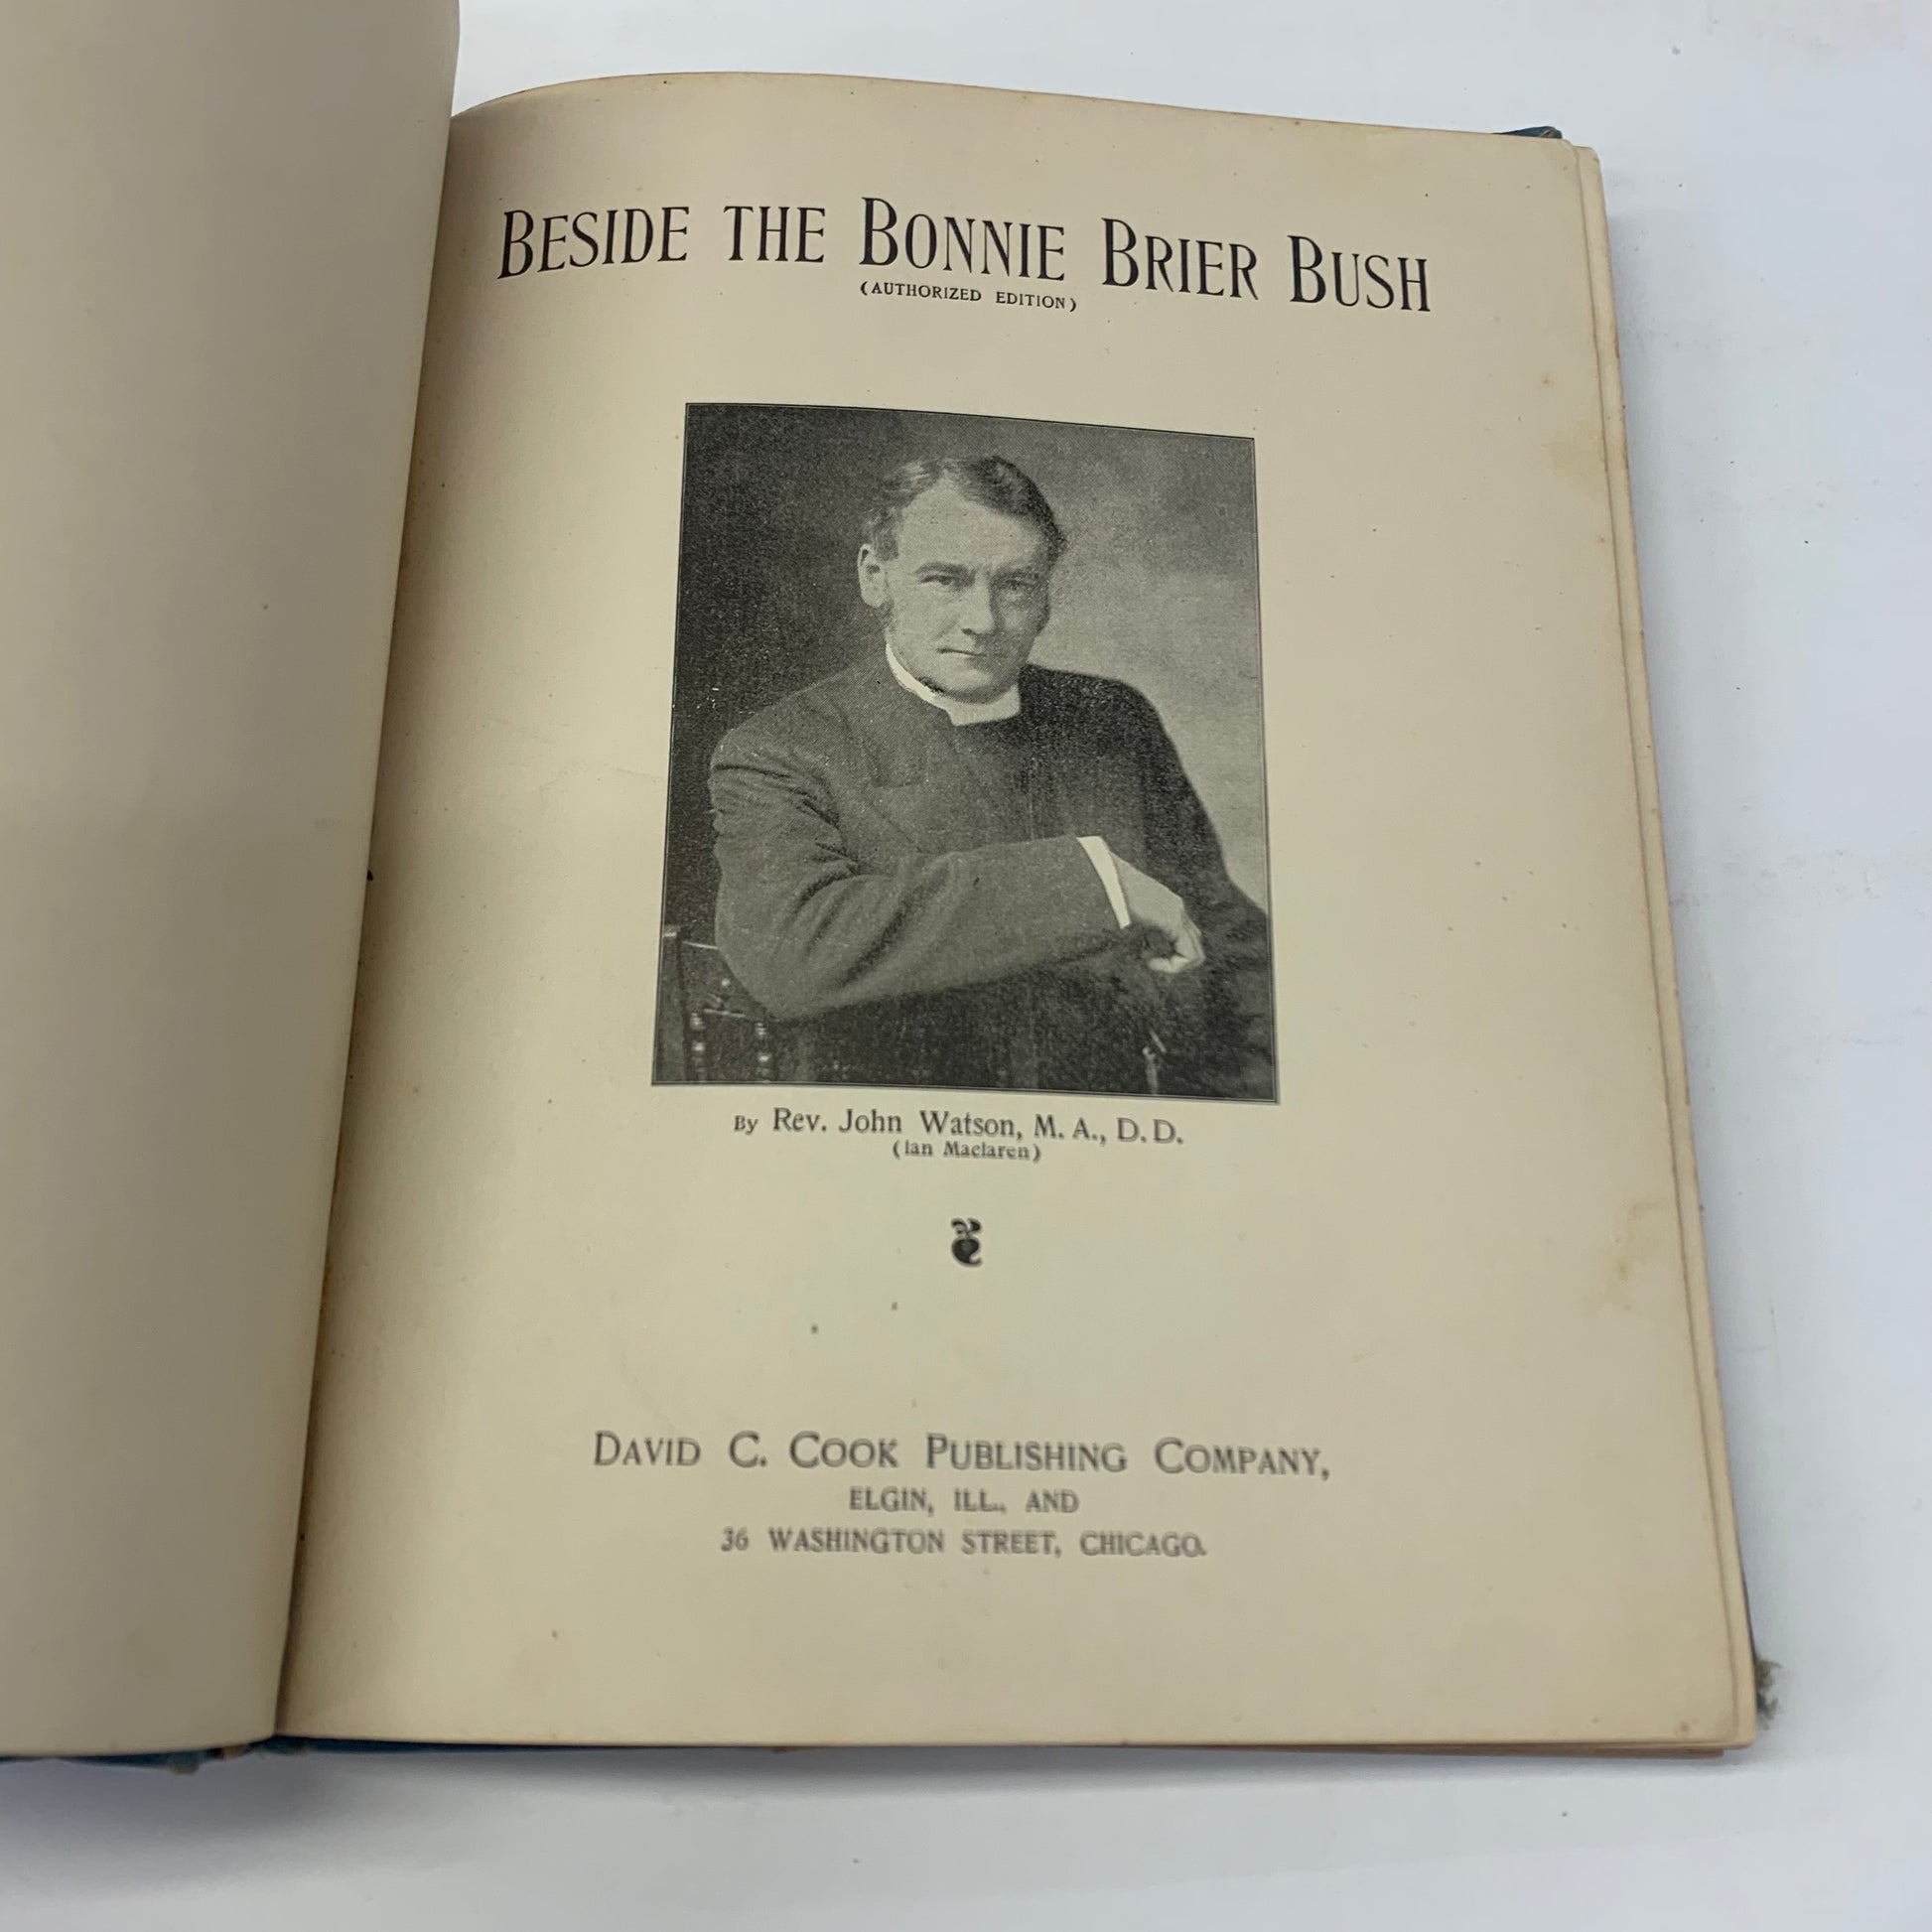 BESIDE THE BONNIE BRIER BUSH
(AUTHORIZED EDITION)
By Rev. John Watson, M. A., D. D.
(Ian Maclaren)
DAVID C. COOK PUBLISHING COMPANY,
ELGIN, ILL., AND
36 WASHINGTON STREET, CHICAGO.